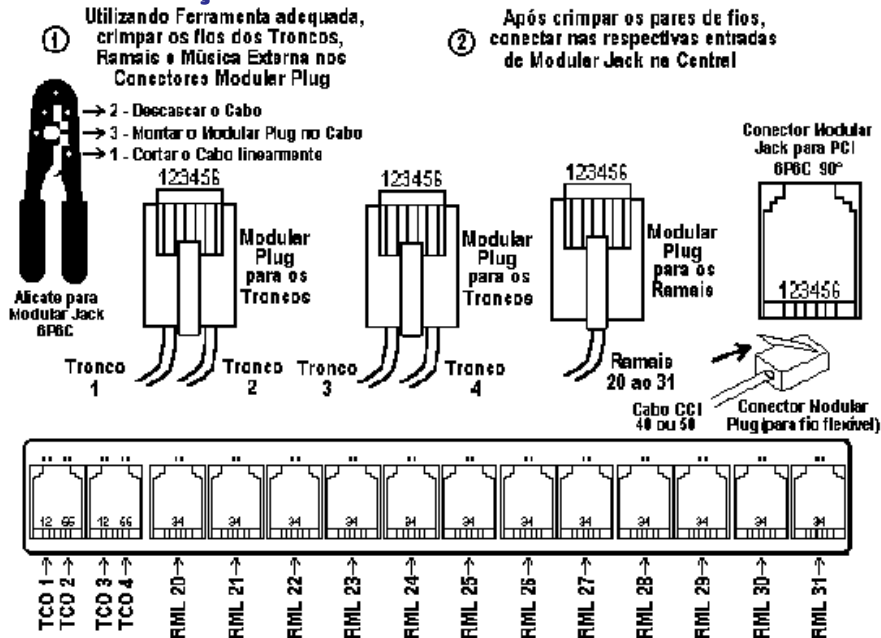 Utilizando Ferramenta adequada,
crimpar os fios dos Troncos,
Ramais e Música Externa nos
Conectores Modular Plug
1
Após crimpar os pares de fios,
conectar nas respectivas entradas
de Modular Jack na Central
2
2 - Descascar o Cabo
3 - Montar o Modular Plug no Cabo
1 - Cortar o Cabo linearmente
Alicate para
Modular Jack
6P6C
123456
Modular
Plug
para os
Troncos
Tronco
1
Tronco
2
123456
Modular
Plug
para os
Troncos
Tronco
3
Tronco
4
123456
Modular
Plug
para os
Ramais
Ramais
20 ao 31
Conector Modular
Jack para PCI
6P6C 90°
123456
Cabo CCI
40 ou 50
Conector Modular
Plug (para fio flexível)
12
12
34
34
34
34
34
34
34
34
34
34
34
34
TCO 1
TCO 2
TCO 3
TCO 4
RML 20
RML 21
RML 22
RML 23
RML 24
RML 25
RML 26
RML 27
RML 28
RML 29
RML 30
RML 31